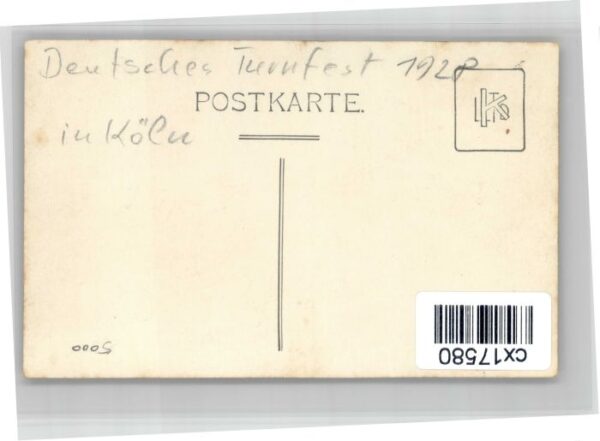 Deutsches Turnfest 1928
POSTKARTE.
in Köln
5000
cx17580